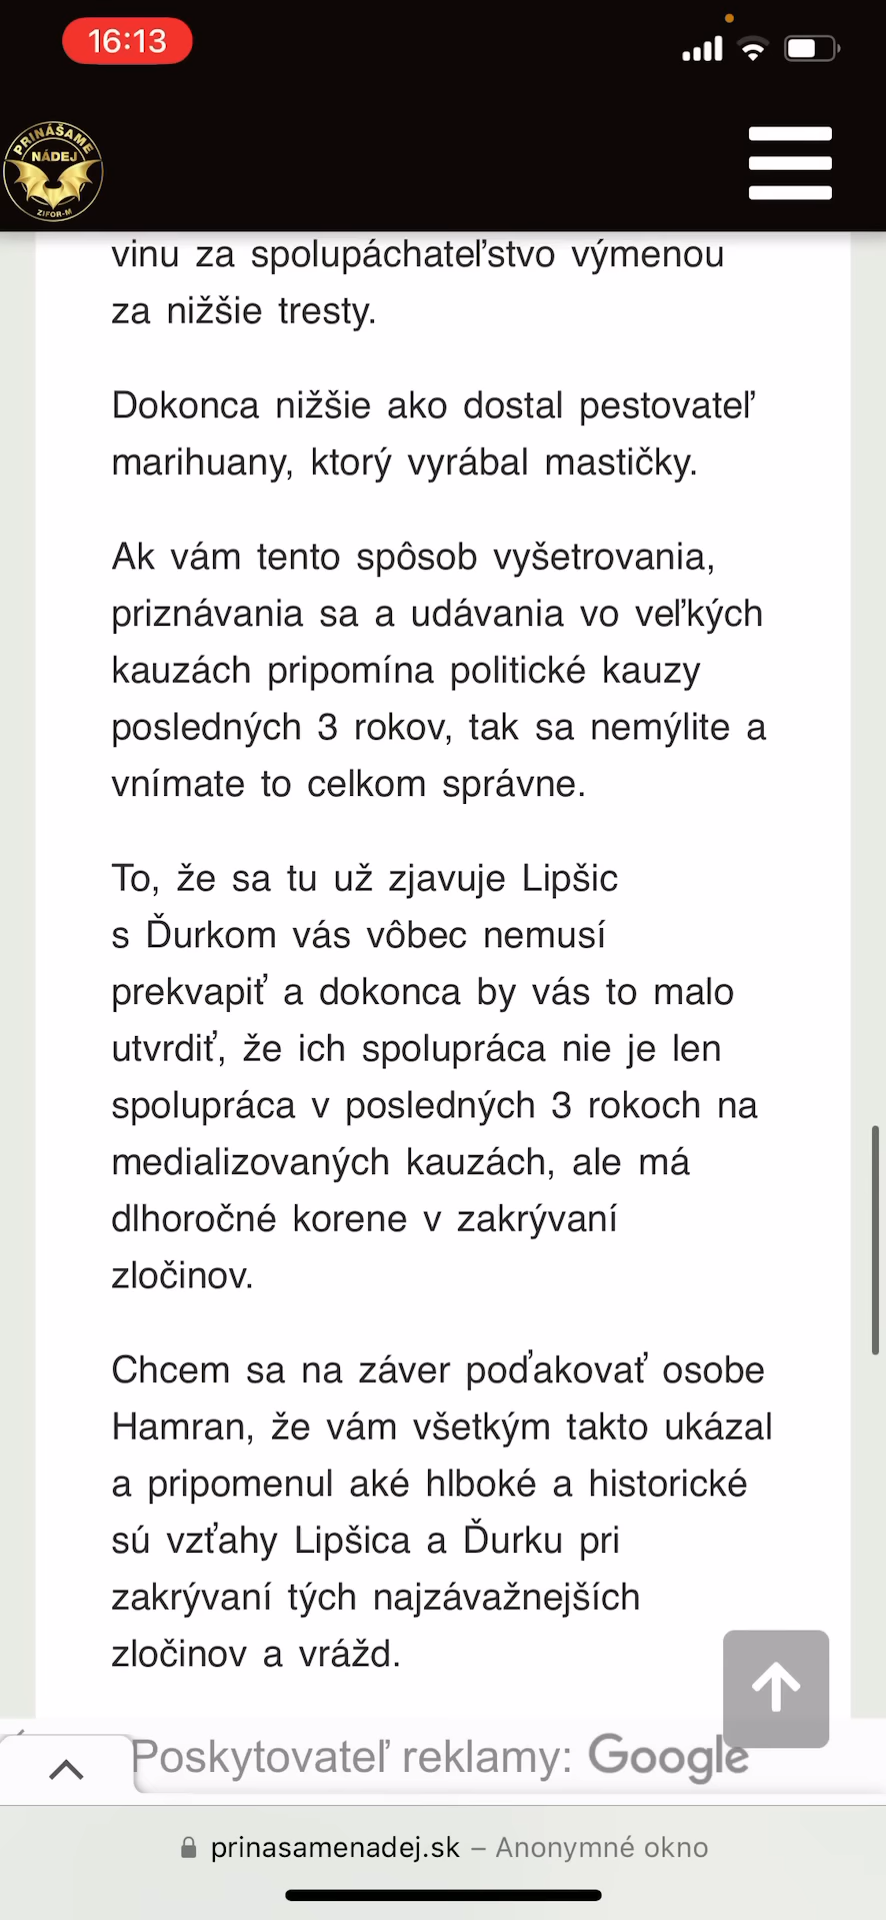 16:13
PRINÁŠAME
NÁDEJ
ZIFOR-M
vinu za spolupáchateľstvo výmenou
za nižšie tresty.
Dokonca nižšie ako dostal pestovateľ
marihuany, ktorý vyrábal mastičky.
Ak vám tento spôsob vyšetrovania,
priznávania sa a udávania vo veľkých
kauzách pripomína politické kauzy
posledných 3 rokov, tak sa nemýlite a
vnímate to celkom správne.
To, že sa tu už zjavuje Lipšic
s Ďurkom vás vôbec nemusí
prekvapiť a dokonca by vás to malo
utvrdiť, že ich spolupráca nie je len
spolupráca v posledných 3 rokoch na
medializovaných kauzách, ale má
dlhoročné korene v zakrývaní
zločinov.
Chcem sa na záver poďakovať osobe
Hamran, že vám všetkým takto ukázal
a pripomenul aké hlboké a historické
sú vzťahy Lipšica a Ďurku pri
zakrývaní tých najzávažnejších
zločinov a vrážd.
Poskytovateľ reklamy: Google
prinasamenadej.sk – Anonymné okno